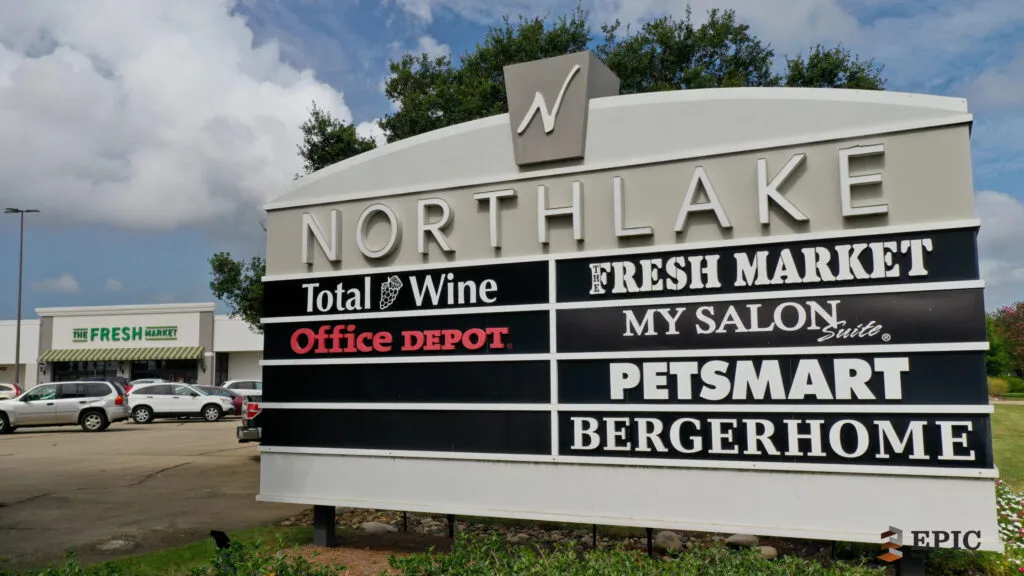 N
NORTHLAKE
Total Wine
THE FRESH MARKET
Office DEPOT
MY SALON
Suite®
PETSMART
BERGERHOME
THE FRESH MARKET
EPIC